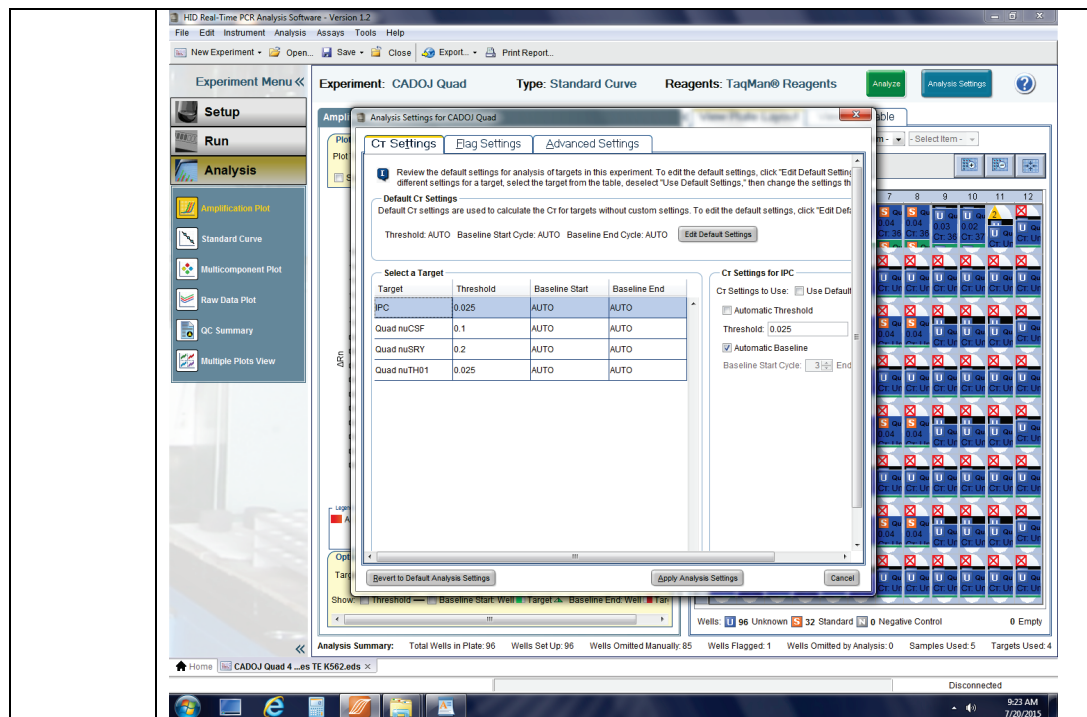 HID Real-Time PCR Analysis Software - Version 1.2
File Edit Instrument Analysis Assays Tools Help
New Experiment Open... Save Close Export... Print Report...
Experiment Menu «
Experiment: CADOJ Quad Type: Standard Curve Reagents: TaqMan® Reagents
Analyze
Analysis Settings
Setup
Run
Analysis
Amplification Plot
Standard Curve
Multicomponent Plot
Raw Data Plot
QC Summary
Multiple Plots View
Analysis Settings for CADOJ Quad
CT Settings Flag Settings Advanced Settings
Review the default settings for analysis of targets in this experiment. To edit the default settings, click "Edit Default Setting
different settings for a target, select the target from the table, deselect "Use Default Settings," then change the settings th
Default CT Settings
Default CT settings are used to calculate the CT for targets without custom settings. To edit the default settings, click "Edit Defa
Threshold: AUTO Baseline Start Cycle: AUTO Baseline End Cycle: AUTO Edit Default Settings
Select a Target
Target Threshold Baseline Start Baseline End
IPC 0.025 AUTO AUTO
Quad nuCSF 0.1 AUTO AUTO
Quad nuSRY 0.2 AUTO AUTO
Quad nuTH01 0.025 AUTO AUTO
CT Settings for IPC
CT Settings to Use: Use Default
Automatic Threshold
Threshold: 0.025
Automatic Baseline
Baseline Start Cycle: 3 End
Revert to Default Analysis Settings Apply Analysis Settings Cancel
- Select Item -
7 8 9 10 11 12
ΔRn
Show: Threshold Baseline Start: Well Target Baseline End: Well
Wells: U 96 Unknown S 32 Standard N 0 Negative Control 0 Empty
Analysis Summary: Total Wells in Plate: 96 Wells Set Up: 96 Wells Omitted Manually: 85 Wells Flagged: 1 Wells Omitted by Analysis: 0 Samples Used: 5 Targets Used: 4
Home CADOJ Quad 4 ...es TE K562.eds ×
Disconnected
9:23 AM
7/20/2015